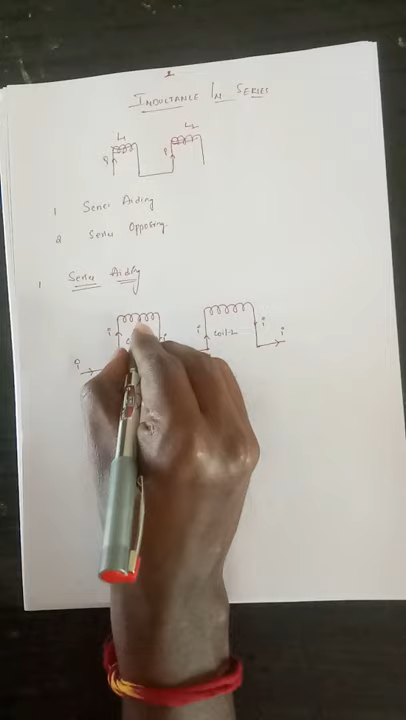 INDUCTANCE IN SERIES
L1 L2
i i
1 Series Aiding
2 Series Opposing.
1 Series Aiding
i i i i
coil-2
i i